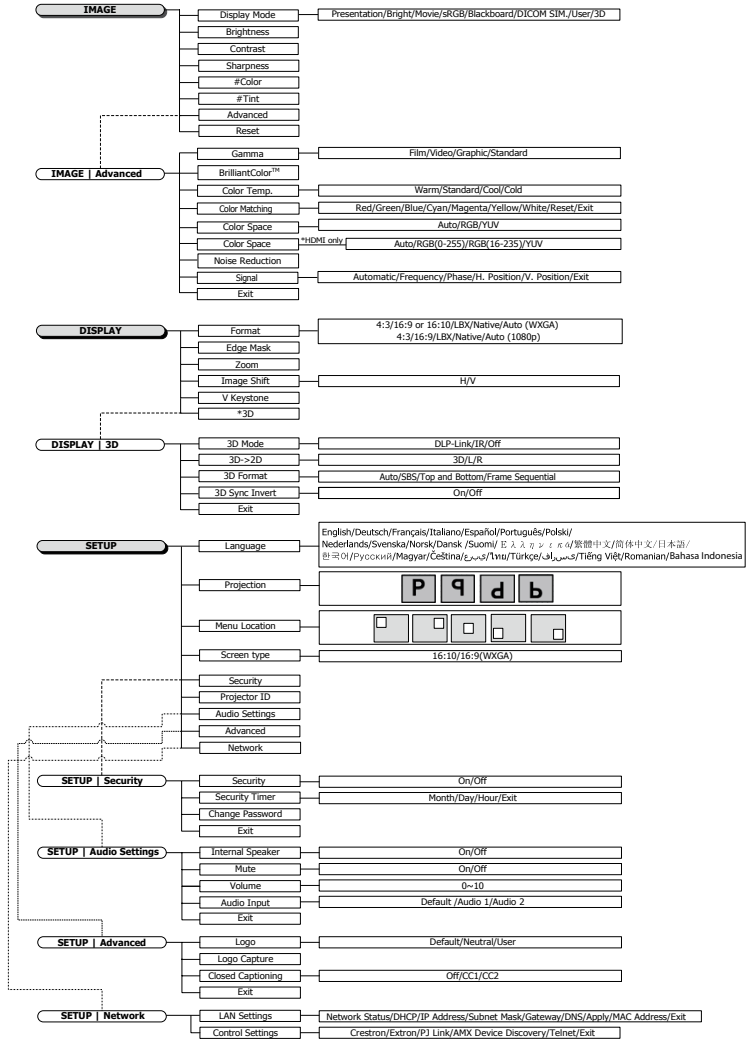 IMAGE
Display Mode
Presentation/Bright/Movie/sRGB/Blackboard/DICOM SIM./User/3D
Brightness
Contrast
Sharpness
#Color
#Tint
Advanced
Reset
IMAGE | Advanced
Gamma
Film/Video/Graphic/Standard
BrilliantColor™
Color Temp.
Warm/Standard/Cool/Cold
Color Matching
Red/Green/Blue/Cyan/Magenta/Yellow/White/Reset/Exit
Color Space
Auto/RGB/YUV
Color Space
*HDMI only
Auto/RGB(0-255)/RGB(16-235)/YUV
Noise Reduction
Signal
Automatic/Frequency/Phase/H. Position/V. Position/Exit
Exit
DISPLAY
Format
4:3/16:9 or 16:10/LBX/Native/Auto (WXGA)
4:3/16:9/LBX/Native/Auto (1080p)
Edge Mask
Zoom
Image Shift
H/V
V Keystone
*3D
DISPLAY | 3D
3D Mode
DLP-Link/IR/Off
3D->2D
3D/L/R
3D Format
Auto/SBS/Top and Bottom/Frame Sequential
3D Sync Invert
On/Off
Exit
SETUP
Language
English/Deutsch/Français/Italiano/Español/Português/Polski/
Nederlands/Svenska/Norsk/Dansk /Suomi/ Ελληνικά/繁體中文/简体中文/日本語/
한국어/Русский/Magyar/Čeština/ﻰﺑﺮﻋ/ไทย/Türkçe/ﻰﺳراﻓ/Tiếng Việt/Romanian/Bahasa Indonesia
Projection
P
Menu Location
Screen type
16:10/16:9(WXGA)
Security
Projector ID
Audio Settings
Advanced
Network
SETUP | Security
Security
On/Off
Security Timer
Month/Day/Hour/Exit
Change Password
Exit
SETUP | Audio Settings
Internal Speaker
On/Off
Mute
On/Off
Volume
0~10
Audio Input
Default /Audio 1/Audio 2
Exit
SETUP | Advanced
Logo
Default/Neutral/User
Logo Capture
Closed Captioning
Off/CC1/CC2
Exit
SETUP | Network
LAN Settings
Network Status/DHCP/IP Address/Subnet Mask/Gateway/DNS/Apply/MAC Address/Exit
Control Settings
Crestron/Extron/PJ Link/AMX Device Discovery/Telnet/Exit